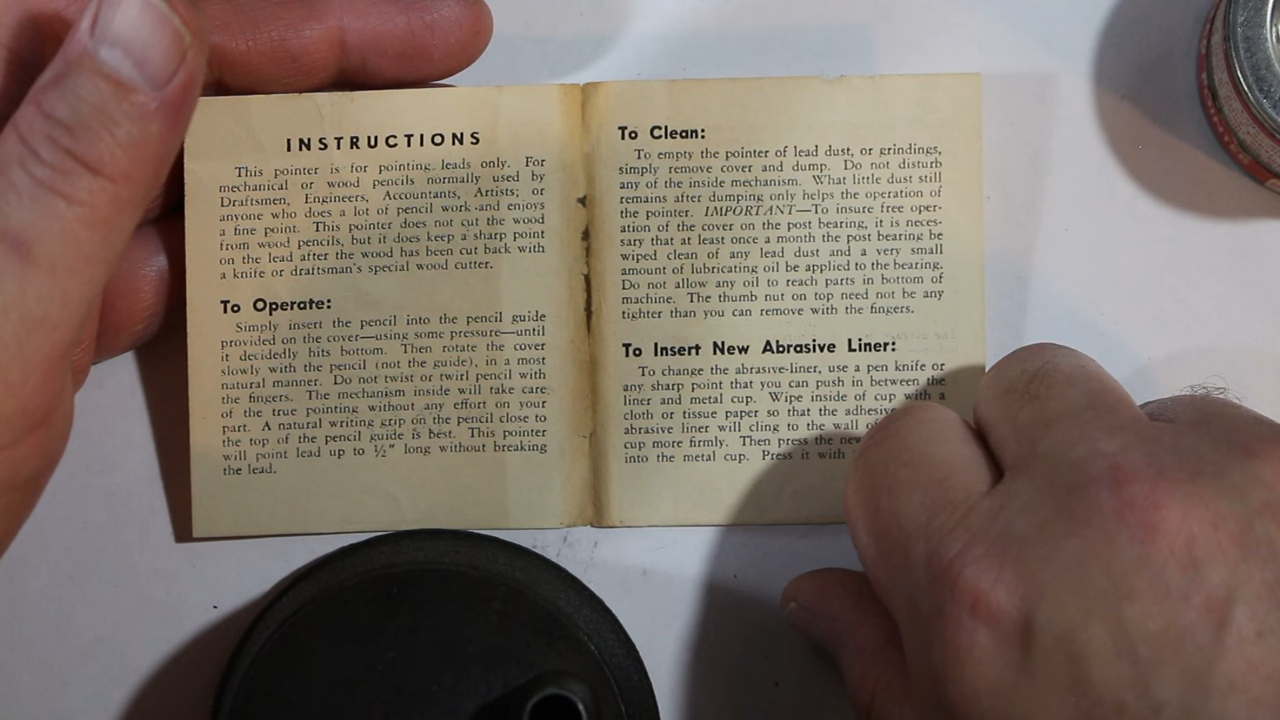 INSTRUCTIONS
This pointer is for pointing leads only. For
mechanical or wood pencils normally used by
Draftsmen, Engineers, Accountants, Artists; or
anyone who does a lot of pencil work and enjoys
a fine point. This pointer does not cut the wood
from wood pencils, but it does keep a sharp point
on the lead after the wood has been cut back with
a knife or draftsman's special wood cutter.
To Operate:
Simply insert the pencil into the pencil guide
provided on the cover—using some pressure—until
it decidedly hits bottom. Then rotate the cover
slowly with the pencil (not the guide), in a most
natural manner. Do not twist or twirl pencil with
the fingers. The mechanism inside will take care
of the true pointing without any effort on your
part. A natural writing grip on the pencil close to
the top of the pencil guide is best. This pointer
will point lead up to ½" long without breaking
the lead.
To Clean:
To empty the pointer of lead dust, or grindings,
simply remove cover and dump. Do not disturb
any of the inside mechanism. What little dust still
remains after dumping only helps the operation of
the pointer. IMPORTANT—To insure free oper-
ation of the cover on the post bearing, it is neces-
sary that at least once a month the post bearing be
wiped clean of any lead dust and a very small
amount of lubricating oil be applied to the bearing.
Do not allow any oil to reach parts in bottom of
machine. The thumb nut on top need not be any
tighter than you can remove with the fingers.
To Insert New Abrasive Liner:
To change the abrasive-liner, use a pen knife or
any sharp point that you can push in between the
liner and metal cup. Wipe inside of cup with a
cloth or tissue paper so that the adhesive
abrasive liner will cling to the wall of
cup more firmly. Then press the new
into the metal cup. Press it with